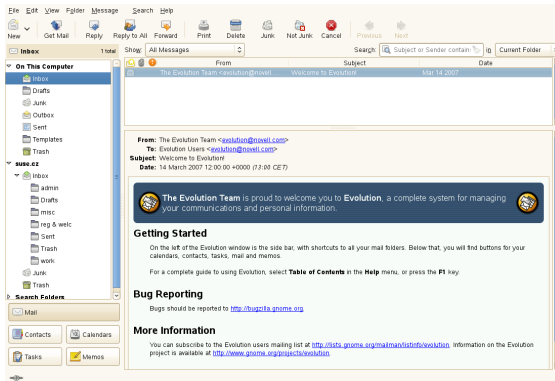 File Edit View Folder Message Search Help
New Get Mail Reply Reply to All Forward Print Delete Junk Not Junk Cancel Previous Next
Inbox 1 total
Show: All Messages Search: Subject or Sender contains in Current Folder
On This Computer
Inbox
Drafts
Junk
Outbox
Sent
Templates
Trash
suse.cz
Inbox
admin
Drafts
misc
reg & welc
Sent
Trash
work
Junk
Trash
Search Folders
Mail
Contacts Calendars
Tasks Memos
From Subject Date
The Evolution Team <evolution@novell.... Welcome to Evolution! Mar 14 2007
From: The Evolution Team <evolution@novell.com>
To: Evolution Users <evolution@novell.com>
Subject: Welcome to Evolution!
Date: 14 March 2007 12:00:00 +0000 (13:00 CET)
The Evolution Team is proud to welcome you to Evolution, a complete system for managing
your communications and personal information.
Getting Started
On the left of the Evolution window is the side bar, with shortcuts to all your mail folders. Below that, you will find buttons for your
calendars, contacts, tasks, mail and memos.
For a complete guide to using Evolution, select Table of Contents in the Help menu, or press the F1 key.
Bug Reporting
Bugs should be reported to http://bugzilla.gnome.org.
More Information
You can subscribe to the Evolution users mailing list at http://lists.gnome.org/mailman/listinfo/evolution. Information on the Evolution
project is available at http://www.gnome.org/projects/evolution.